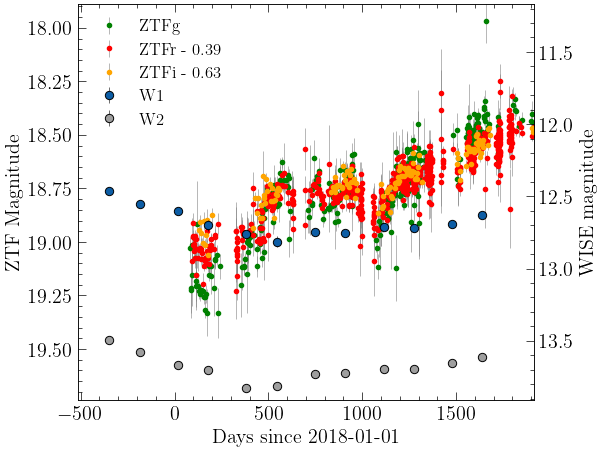 18.00
18.25
18.50
18.75
19.00
19.25
19.50
ZTF Magnitude
ZTFg
ZTFr - 0.39
ZTFi - 0.63
W1
W2
11.5
12.0
12.5
13.0
13.5
WISE magnitude
−500
0
500
1000
1500
Days since 2018-01-01